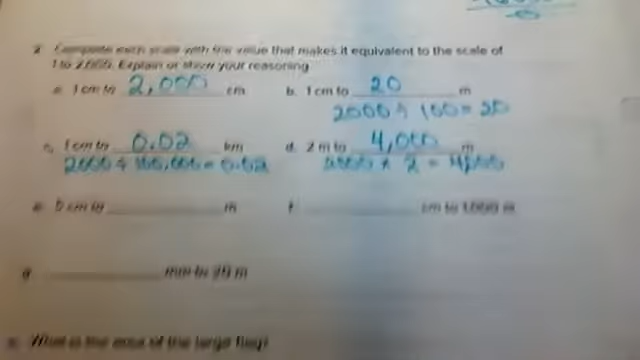 2. Complete each scale with the value that makes it equivalent to the scale of
1 to 2,000. Explain or show your reasoning
a. 1 cm to 2,000 cm b. 1 cm to 20 m
2000 ÷ 100 = 20
c. 1 cm to 0.02 km d. 2 m to 4,000 m
2000 ÷ 100,000 = 0.02 2000 × 2 = 4,000
e. 5 cm to m f. cm to 1,000 m
g. mm to 20 m
What is the area of the large flag?